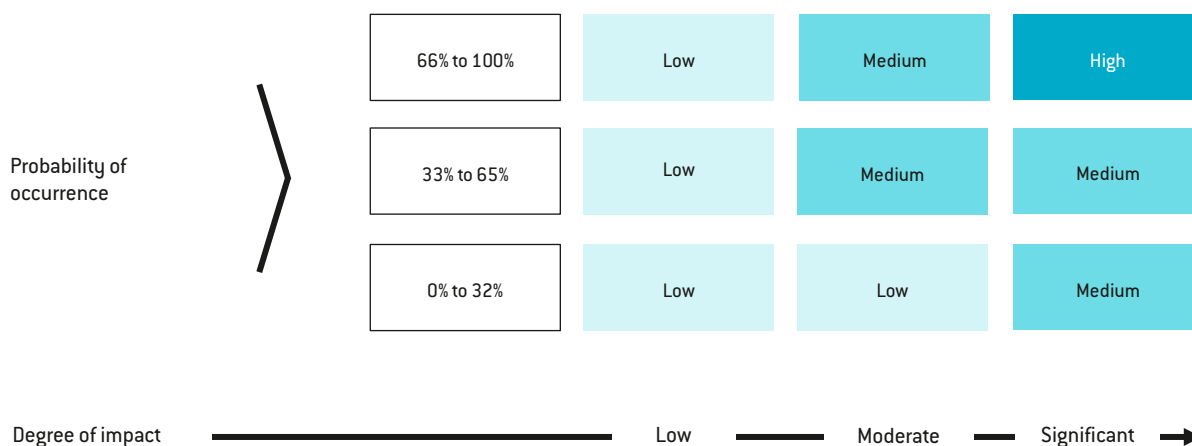 66% to 100%
Low
Medium
High
Probability of
occurrence
33% to 65%
Low
Medium
Medium
0% to 32%
Low
Low
Medium
Degree of impact
Low
Moderate
Significant